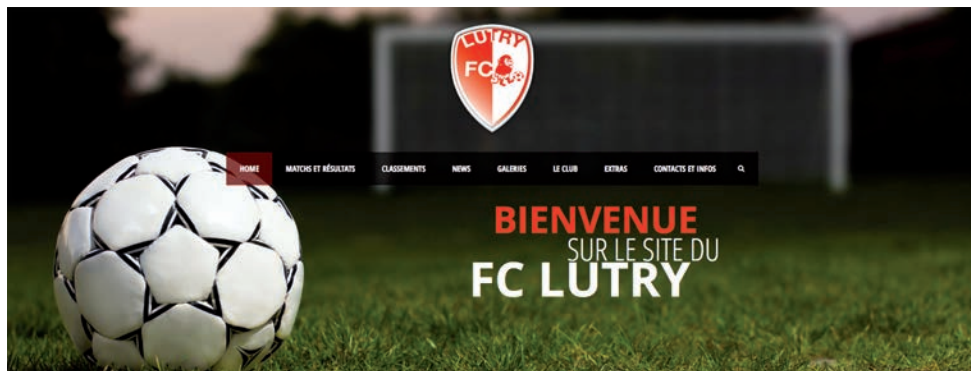 LUTRY
FC
HOME MATCHS ET RÉSULTATS CLASSEMENTS NEWS GALERIES LE CLUB EXTRAS CONTACTS ET INFOS
BIENVENUE
SUR LE SITE DU
FC LUTRY